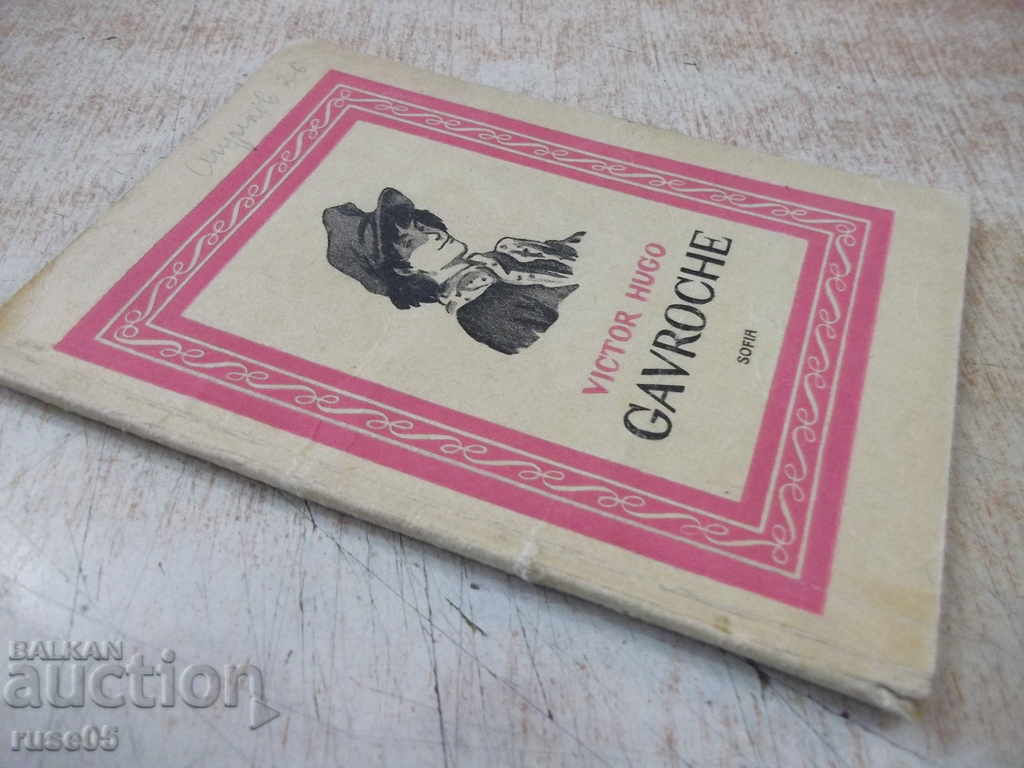 VICTOR HUGO
GAVROCHE
SOFIA
BALKAN
auction
ruse05